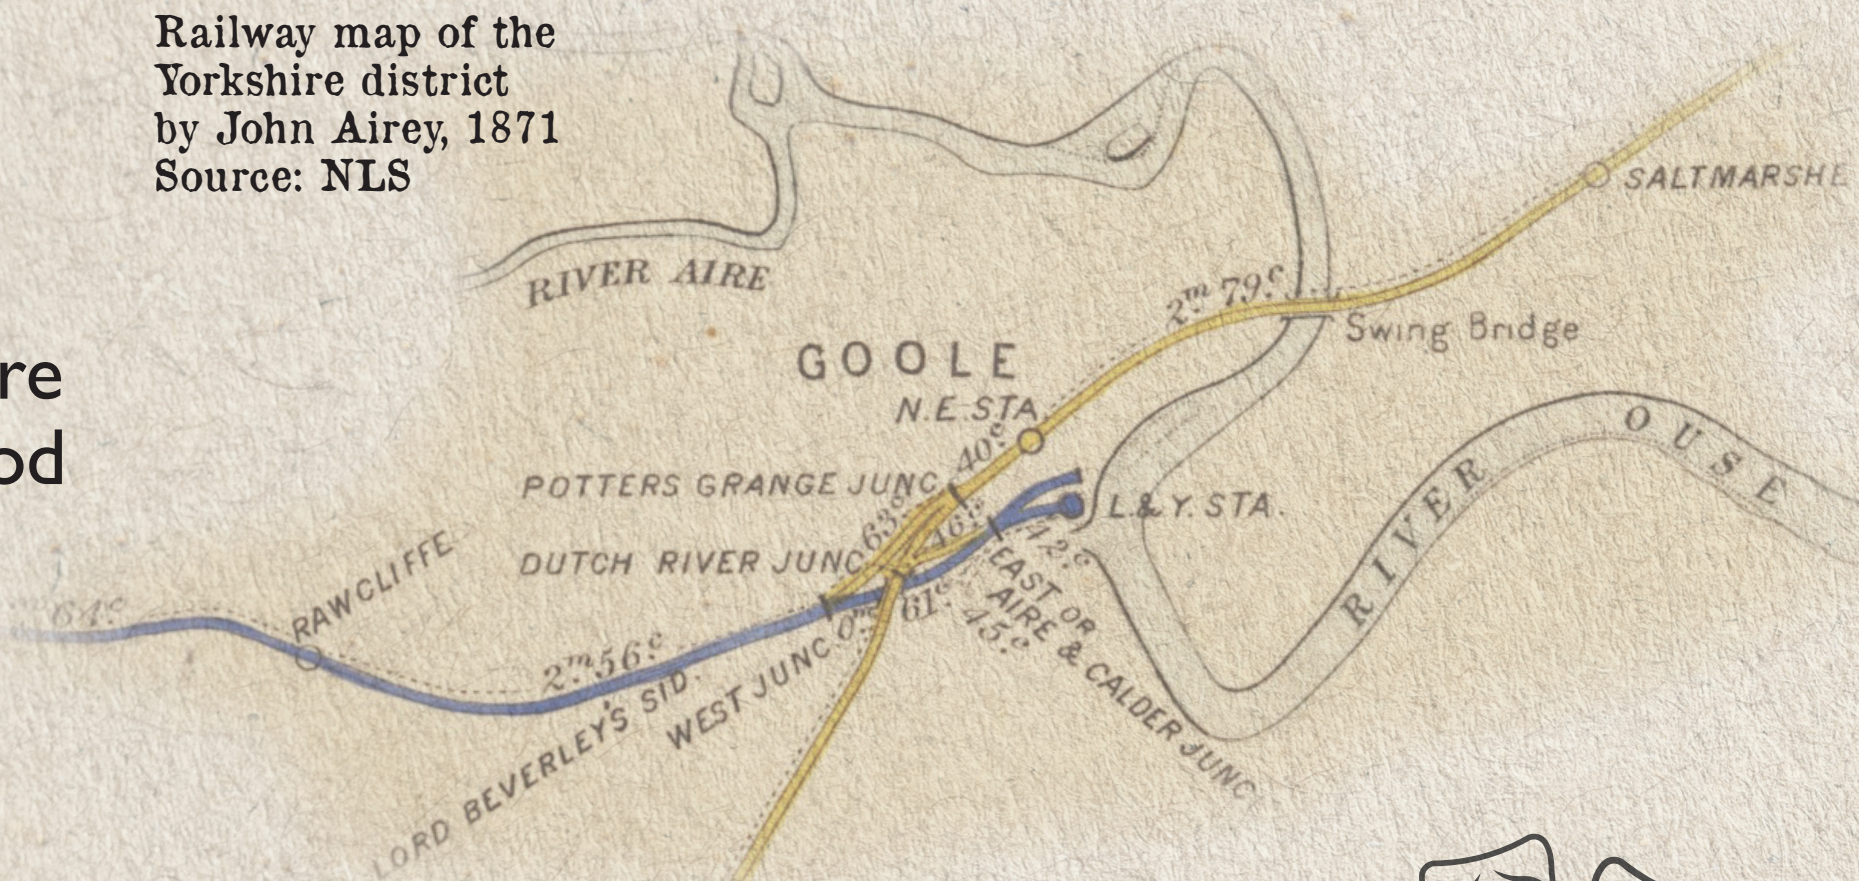 Railway map of the
Yorkshire district
by John Airey, 1871
Source: NLS
re
od
RIVER AIRE
SALTMARSHE
2m 79c
Swing Bridge
GOOLE
N.E. STA.
40c
POTTERS GRANGE JUNC.
63c
46c
L.&Y. STA.
42c
DUTCH RIVER JUNC.
EAST OR
AIRE & CALDER JUNC.
61c
45c
0m
RIVER OUSE
RAWCLIFFE
64c
2m 56c
WEST JUNC.
LORD BEVERLEY'S SID.